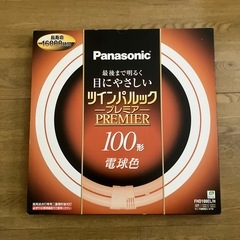 長寿命
16000時間
Panasonic
最後まで明るく
目にやさしい
ツインパルック
プレミア
PREMIER
100形
電球色